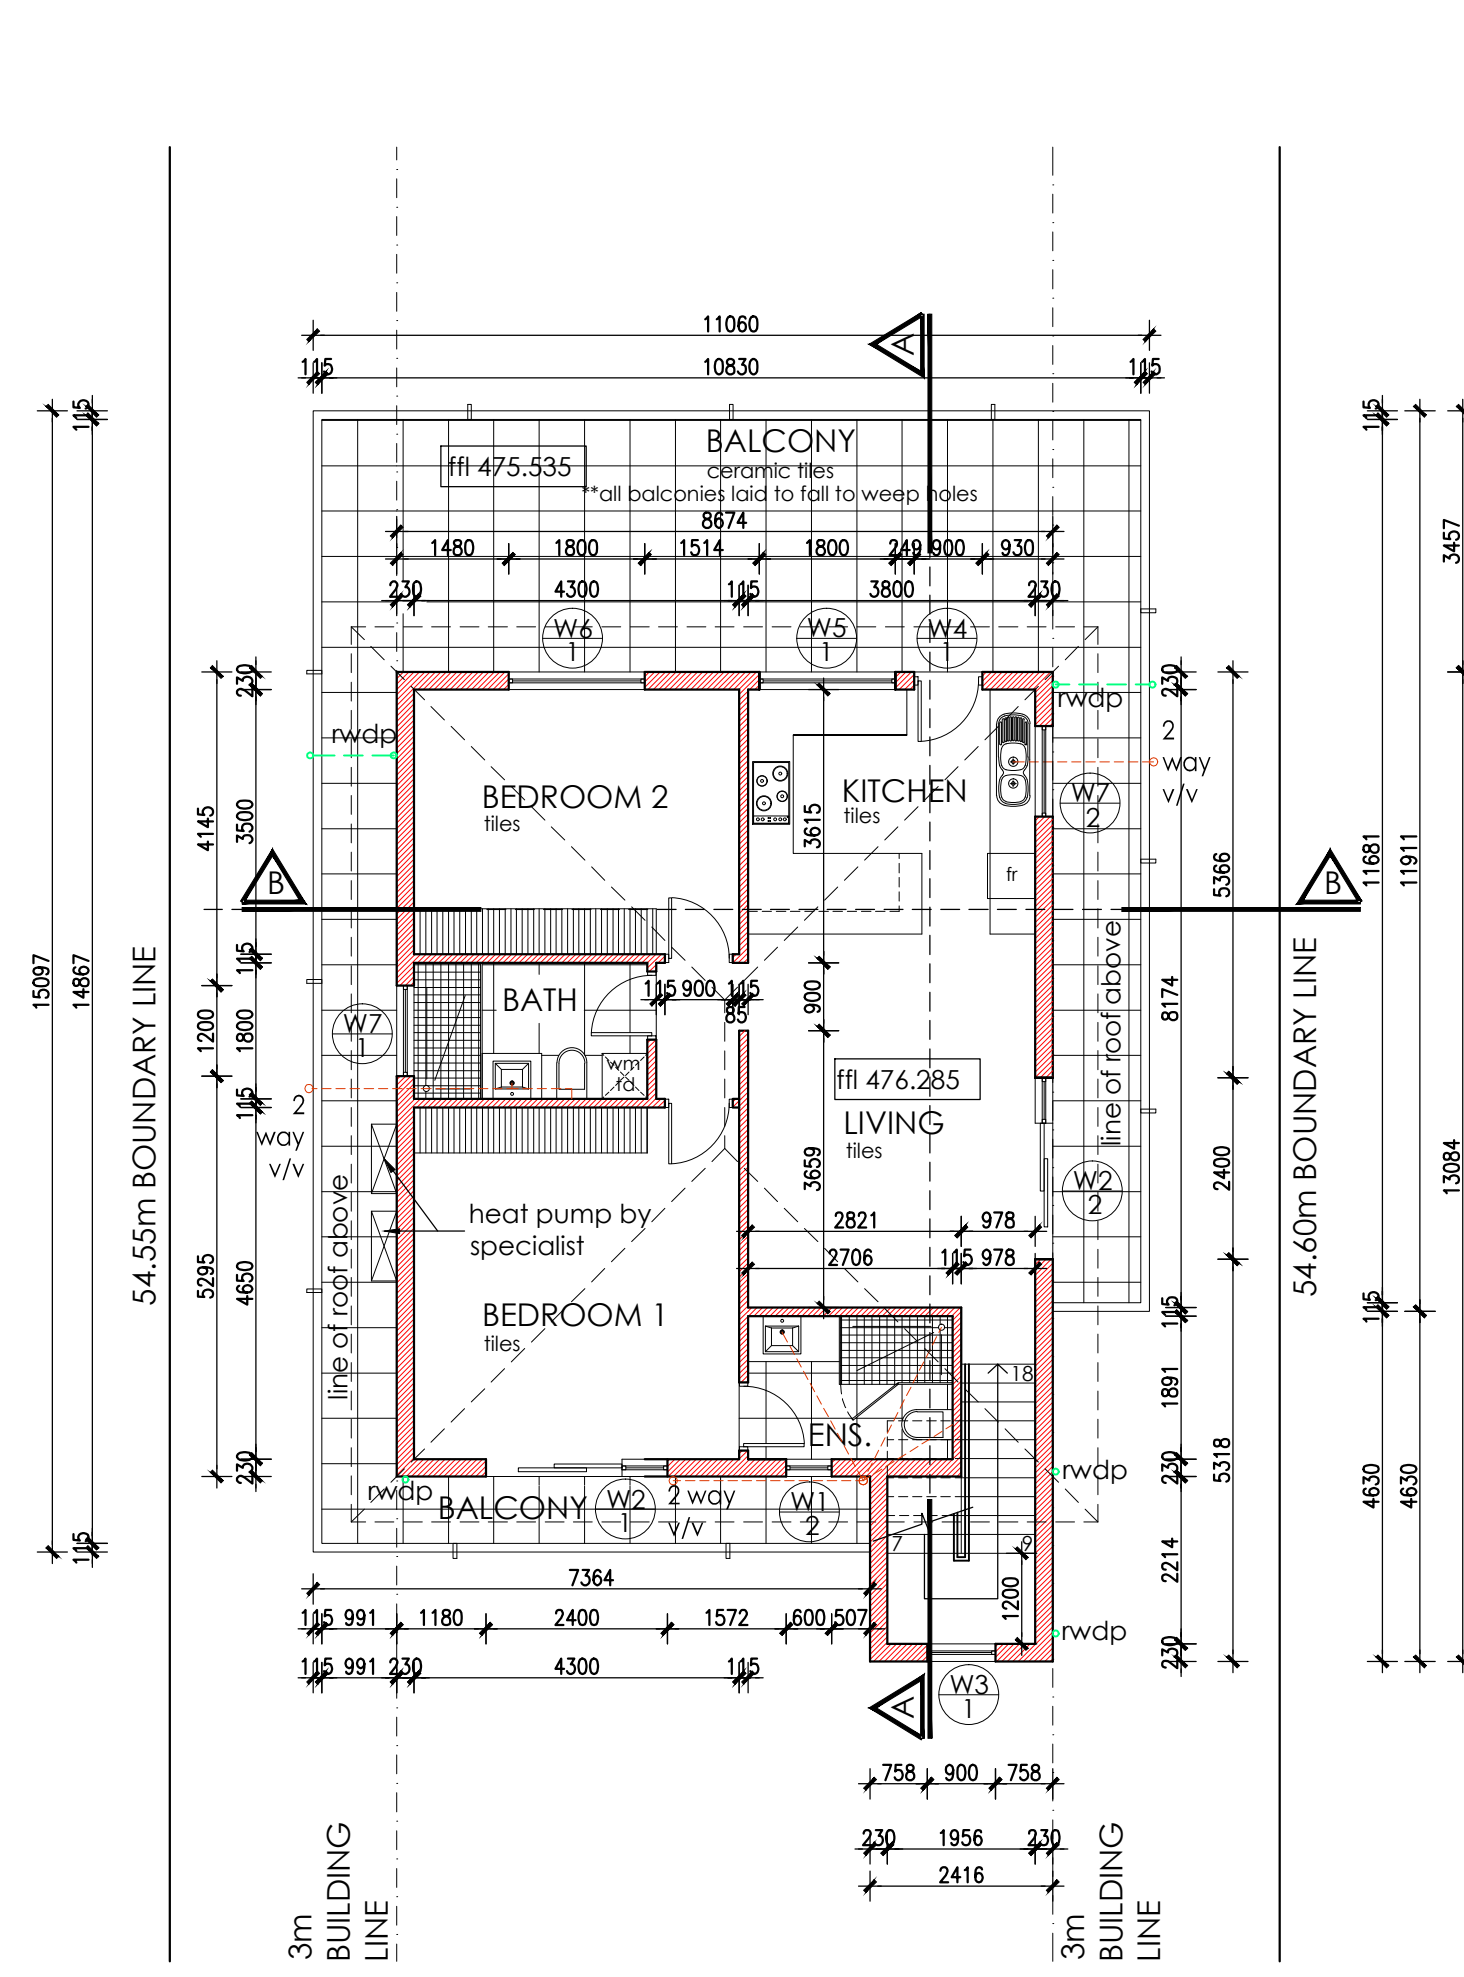 11060
A
115
10830
115
115
115
BALCONY
ffl 475.535
ceramic tiles
**all balconies laid to fall to weep holes
8674
1480
1800
1514
1800
249
900
930
3457
230
4300
115
3800
230
W6
1
W5
1
W4
1
230
230
rwdp
rwdp
2
way
v/v
BEDROOM 2
tiles
KITCHEN
tiles
W7
2
4145
3500
3615
B
fr
5366
B
11681
11911
15097
14867
54.55m BOUNDARY LINE
115
115
900
115
85
BATH
900
8174
line of roof above
54.60m BOUNDARY LINE
1200
1800
W7
1
wm
td
ffl 476.285
LIVING
tiles
115
2
way
v/v
3659
2400
W2
2
13084
heat pump by
specialist
line of roof above
2821
978
2706
115
978
5295
4650
BEDROOM 1
tiles
115
115
1891
18
ENS.
5318
4630
4630
230
230
rwdp
rwdp
BALCONY
W2
1
2 way
v/v
W1
2
7
9
115
2214
7364
1200
115
991
1180
2400
1572
600
507
rwdp
115
991
230
4300
115
230
A
W3
1
758
900
758
230
1956
230
2416
3m
BUILDING
LINE
3m
BUILDING
LINE